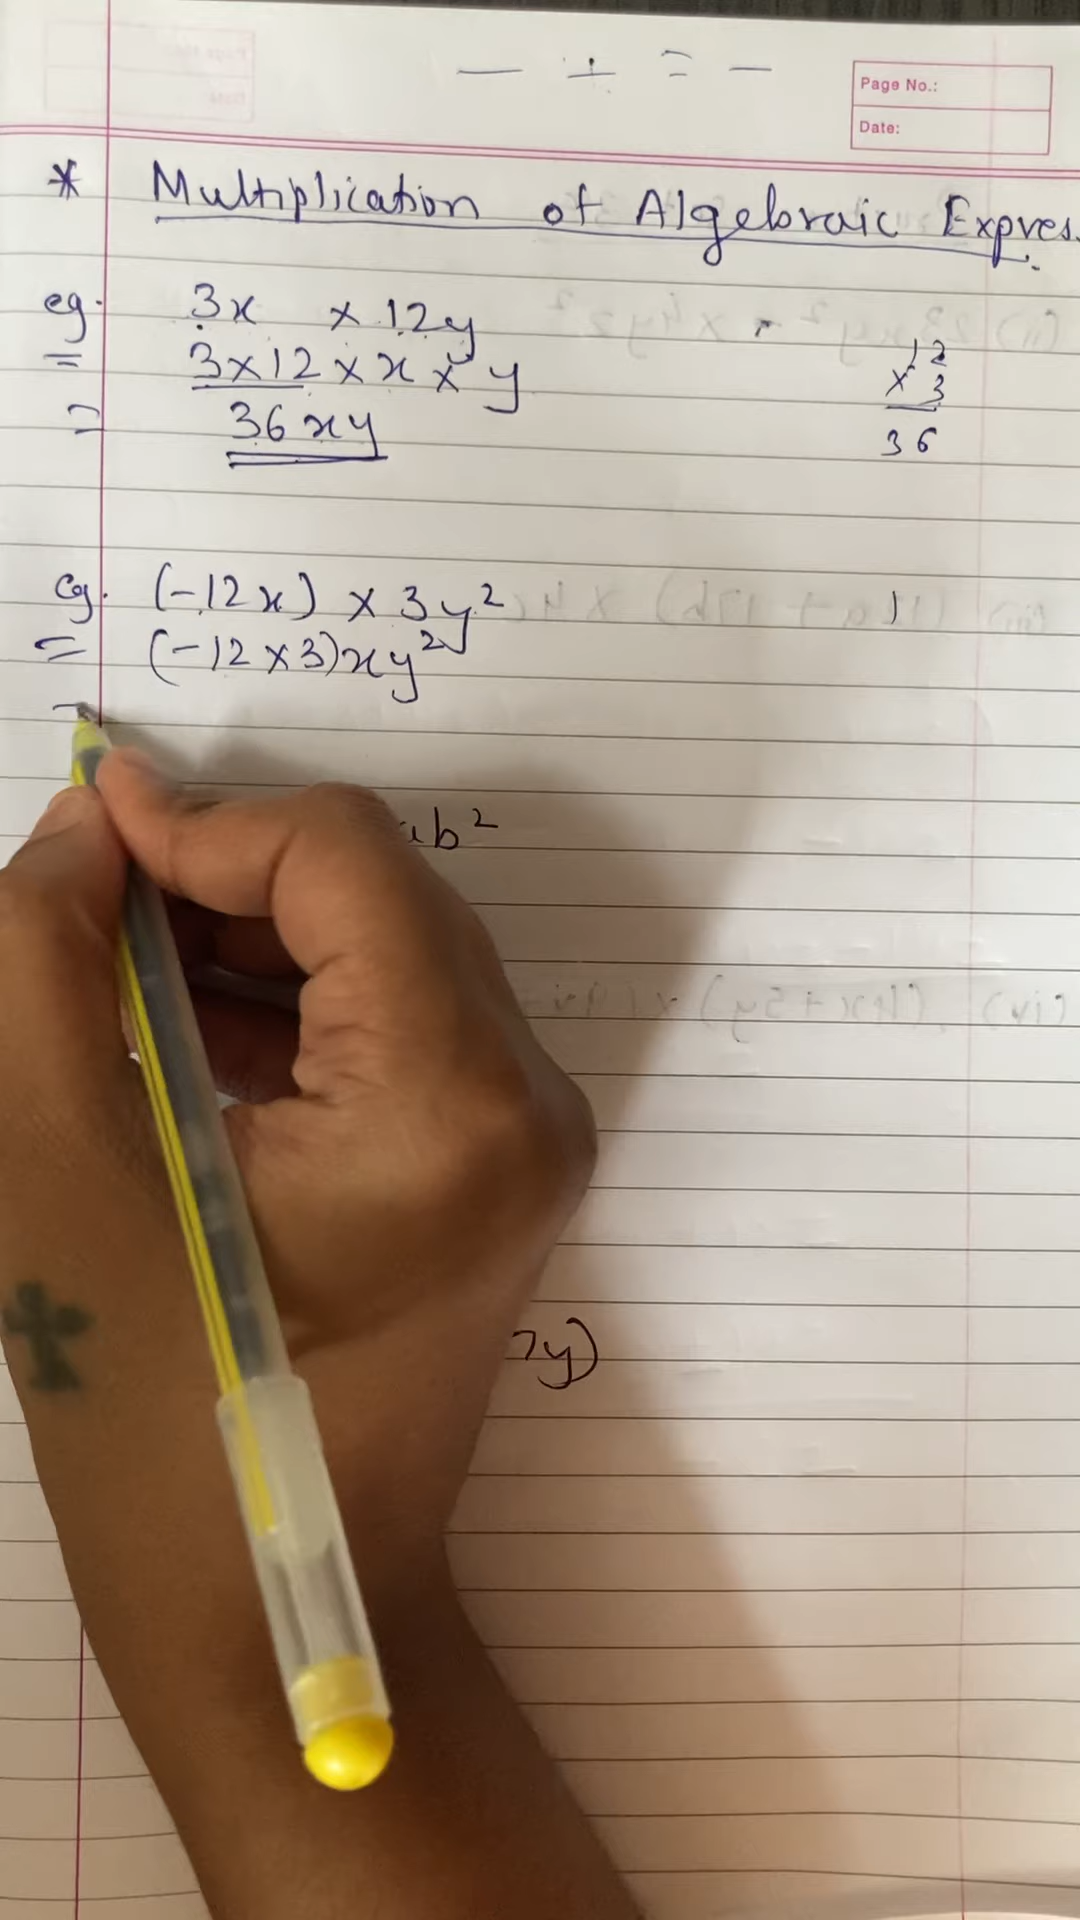 — + = —
Page No.:
Date:
* Multiplication of Algebraic Expres.
eg. 3x × 12y
= 3×12 × x × y
= 36xy
12
× 3
36
eg. (-12x) × 3y²
= (-12×3)xy²
ab²
7y)